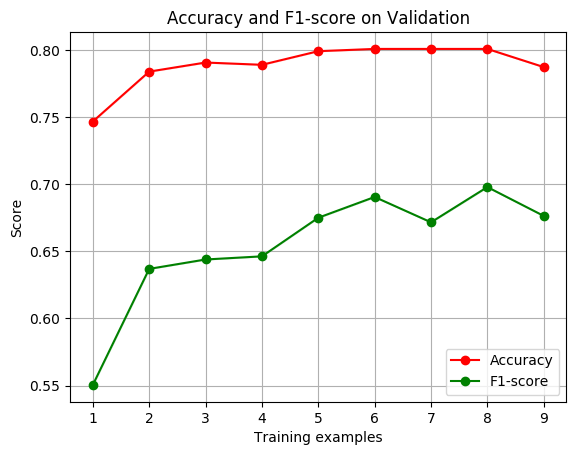 Accuracy and F1-score on Validation
0.80
0.75
0.70
0.65
0.60
0.55
Score
1 2 3 4 5 6 7 8 9
Training examples
Accuracy
F1-score